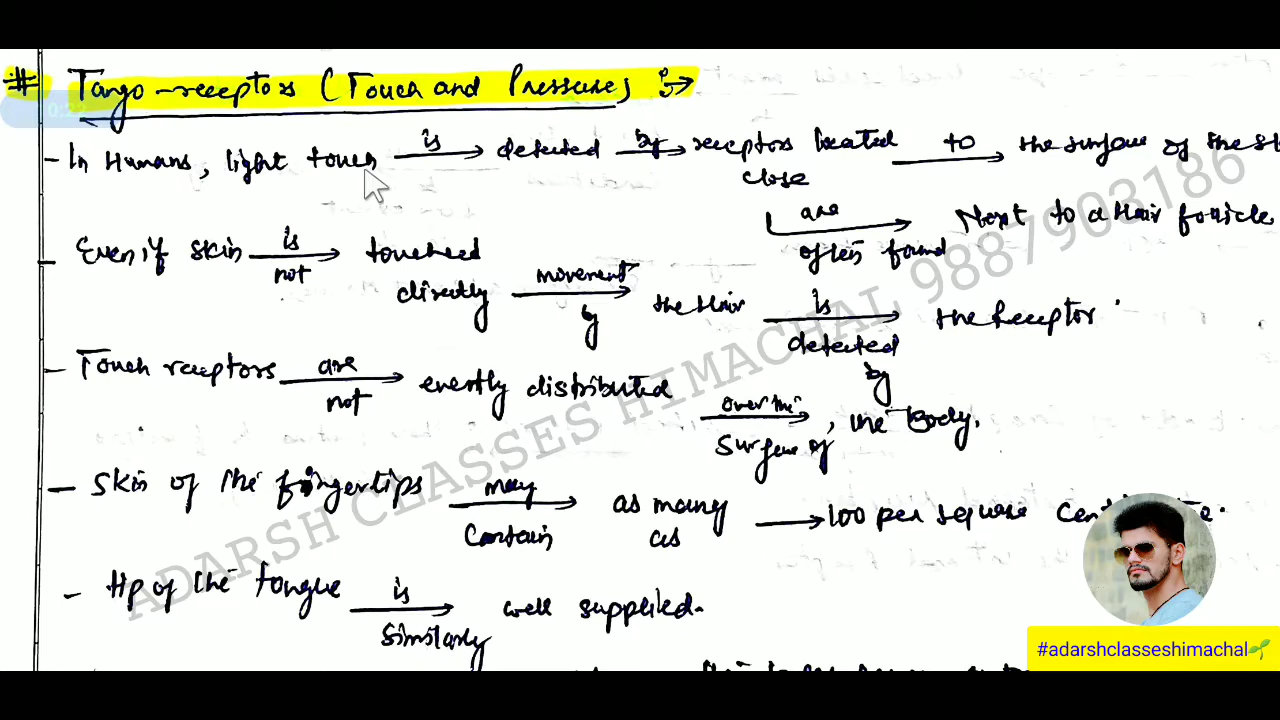 # Tango-receptors (Touch and Pressure) :→
- In Humans, light touch is → detected by → receptors located close to → the surface of the
are often found → Next to a Hair follicle
- Even if skin is not → touched directly movement by → the Hair is detected by → the Receptor.
- Touch receptors are not → evently distributed over the surface of → the Body.
- Skin of the fingertips may contain → as many as → 100 per square
- tip of the tongue is similarly → well supplied.
ADARSH CLASSES HIMACHAL 9887903186
#adarshclasseshimachal🌱